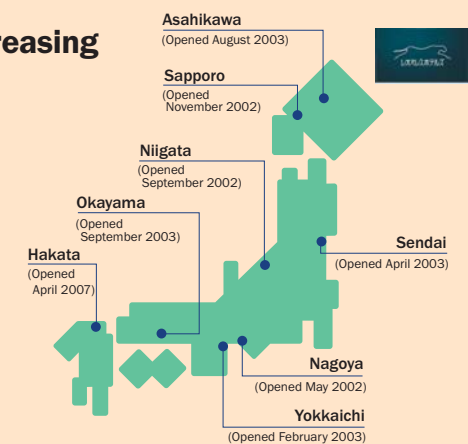 reasing
Asahikawa
(Opened August 2003)
Sapporo
(Opened
November 2002)
Niigata
(Opened
September 2002)
Okayama
(Opened
September 2003)
Hakata
(Opened
April 2007)
Sendai
(Opened April 2003)
Nagoya
(Opened May 2002)
Yokkaichi
(Opened February 2003)